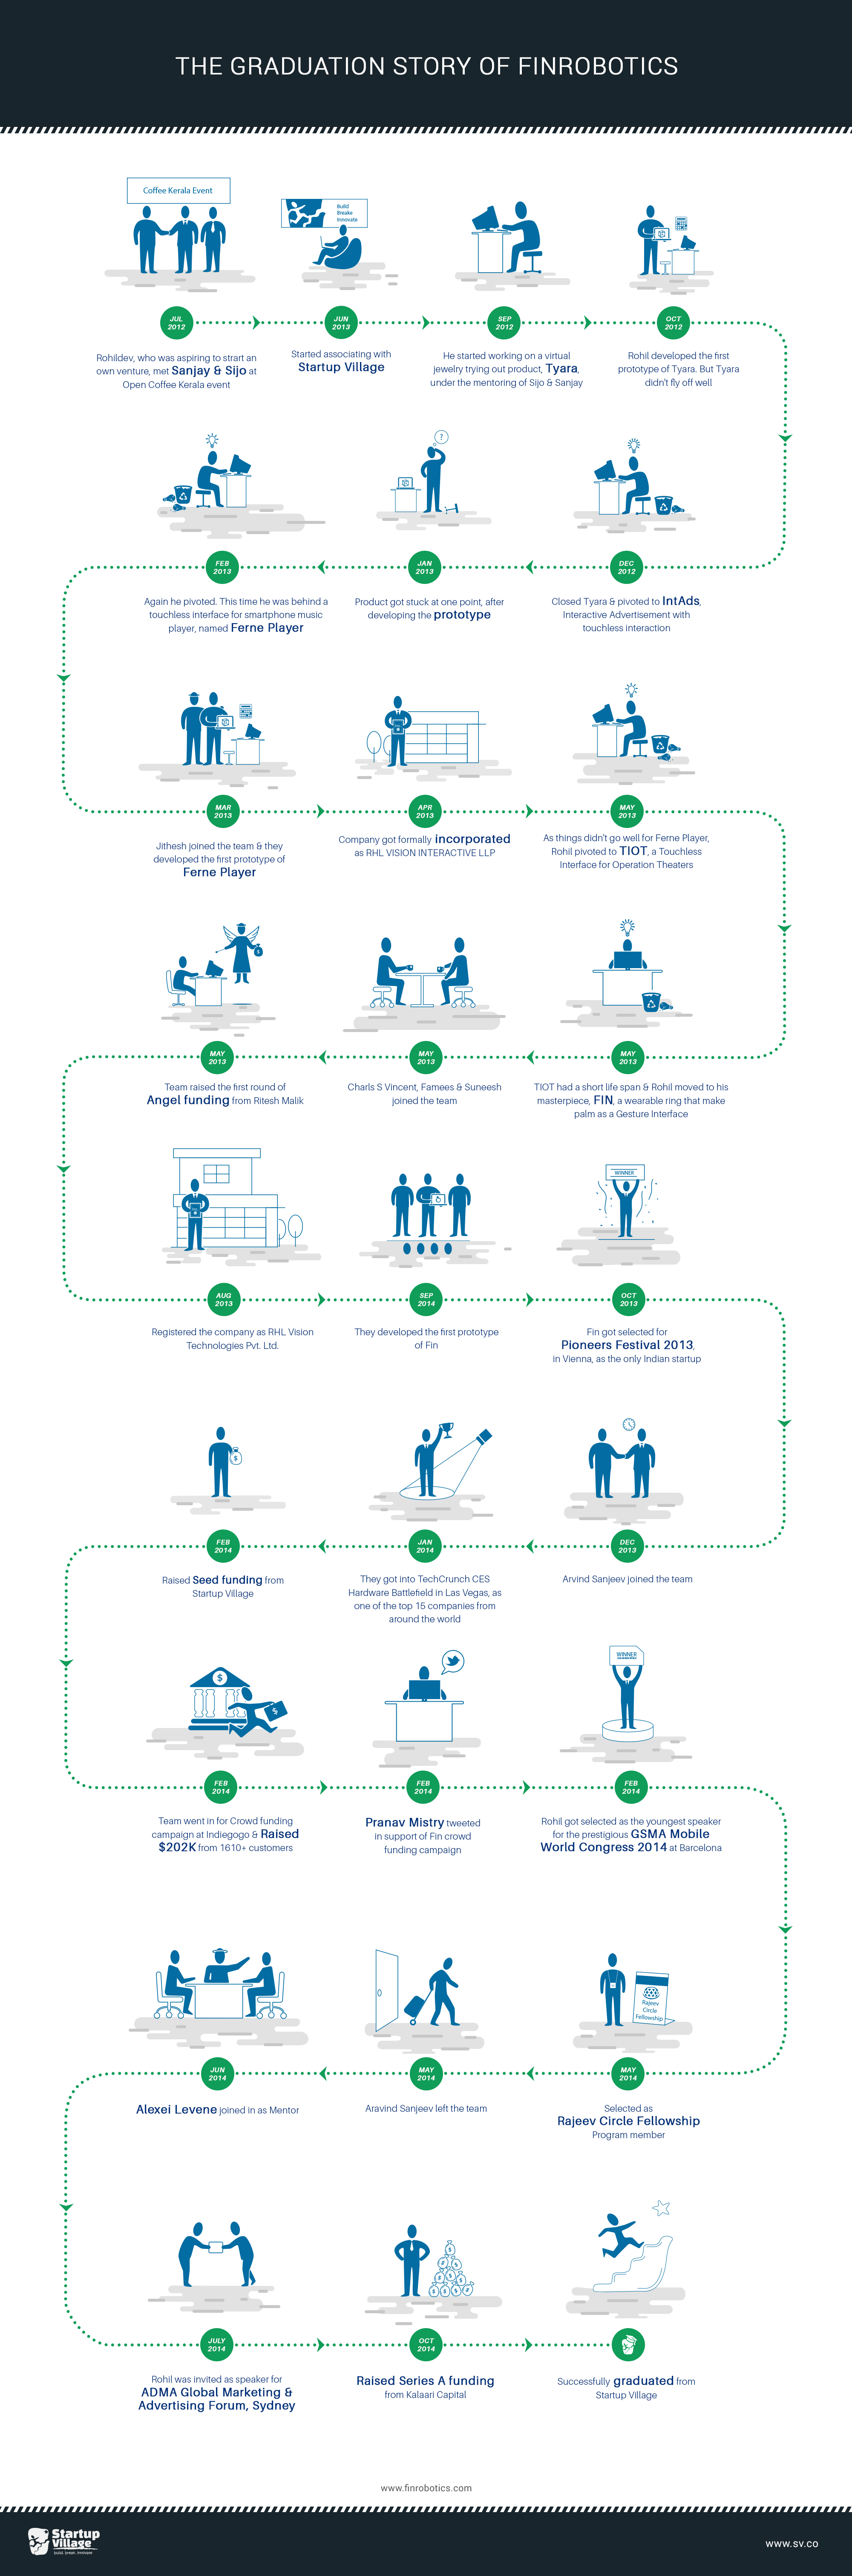 THE GRADUATION STORY OF FINROBOTICS
Coffee Kerala Event
Build
Breake
Innovate
JUL
2012
JUN
2013
SEP
2012
OCT
2012
Rohildev, who was aspiring to strart an
own venture, met Sanjay & Sijo at
Open Coffee Kerala event
Started associating with
Startup Village
He started working on a virtual
jewelry trying out product, Tyara,
under the mentoring of Sijo & Sanjay
Rohil developed the first
prototype of Tyara. But Tyara
didn't fly off well
?
FEB
2013
JAN
2013
DEC
2012
Again he pivoted. This time he was behind a
touchless interface for smartphone music
player, named Ferne Player
Product got stuck at one point, after
developing the prototype
Closed Tyara & pivoted to IntAds,
Interactive Advertisement with
touchless interaction
MAR
2013
APR
2013
MAY
2013
Jithesh joined the team & they
developed the first prototype of
Ferne Player
Company got formally incorporated
as RHL VISION INTERACTIVE LLP
As things didn't go well for Ferne Player,
Rohil pivoted to TIOT, a Touchless
Interface for Operation Theaters
MAY
2013
MAY
2013
MAY
2013
Team raised the first round of
Angel funding from Ritesh Malik
Charls S Vincent, Famees & Suneesh
joined the team
TIOT had a short life span & Rohil moved to his
masterpiece, FIN, a wearable ring that make
palm as a Gesture Interface
WINNER
AUG
2013
SEP
2014
OCT
2013
Registered the company as RHL Vision
Technologies Pvt. Ltd.
They developed the first prototype
of Fin
Fin got selected for
Pioneers Festival 2013,
in Vienna, as the only Indian startup
$
FEB
2014
JAN
2014
DEC
2013
Raised Seed funding from
Startup Village
They got into TechCrunch CES
Hardware Battlefield in Las Vegas, as
one of the top 15 companies from
around the world
Arvind Sanjeev joined the team
$
$
WINNER
FEB
2014
FEB
2014
FEB
2014
Team went in for Crowd funding
campaign at Indiegogo & Raised
$202K from 1610+ customers
Pranav Mistry tweeted
in support of Fin crowd
funding campaign
Rohil got selected as the youngest speaker
for the prestigious GSMA Mobile
World Congress 2014 at Barcelona
Rajeev
Circle
Fellowship
JUN
2014
MAY
2014
MAY
2014
Alexei Levene joined in as Mentor
Aravind Sanjeev left the team
Selected as
Rajeev Circle Fellowship
Program member
JULY
2014
OCT
2014
Rohil was invited as speaker for
ADMA Global Marketing &
Advertising Forum, Sydney
Raised Series A funding
from Kalaari Capital
Successfully graduated from
Startup Village
www.finrobotics.com
Startup
Village
build. break. innovate
www.sv.co